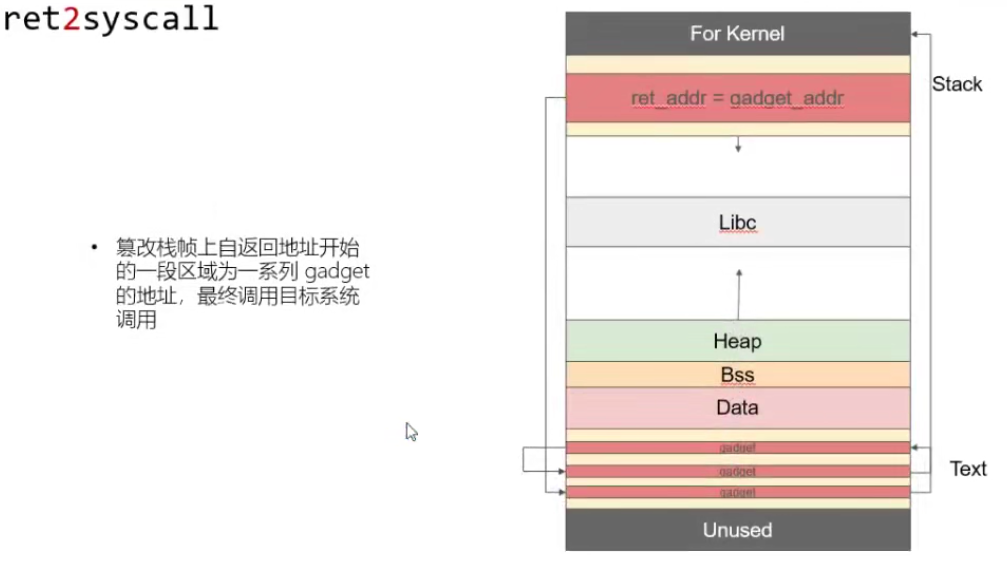 ret2syscall
For Kernel
Stack
ret_addr = gadget_addr
Libc
• 篡改栈帧上自返回地址开始
的一段区域为一系列 gadget
的地址，最终调用目标系统
调用
Heap
Bss
Data
gadget
gadget
gadget
Text
Unused